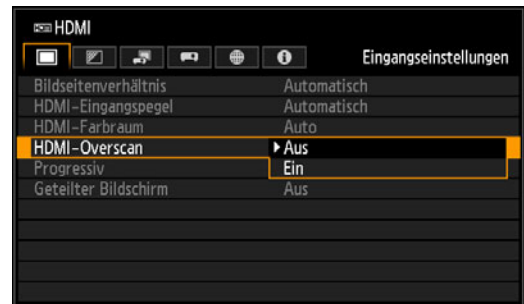 HDMI
Eingangseinstellungen
Bildseitenverhältnis Automatisch
HDMI-Eingangspegel Automatisch
HDMI-Farbraum Auto
HDMI-Overscan Aus
Ein
Progressiv
Geteilter Bildschirm Aus